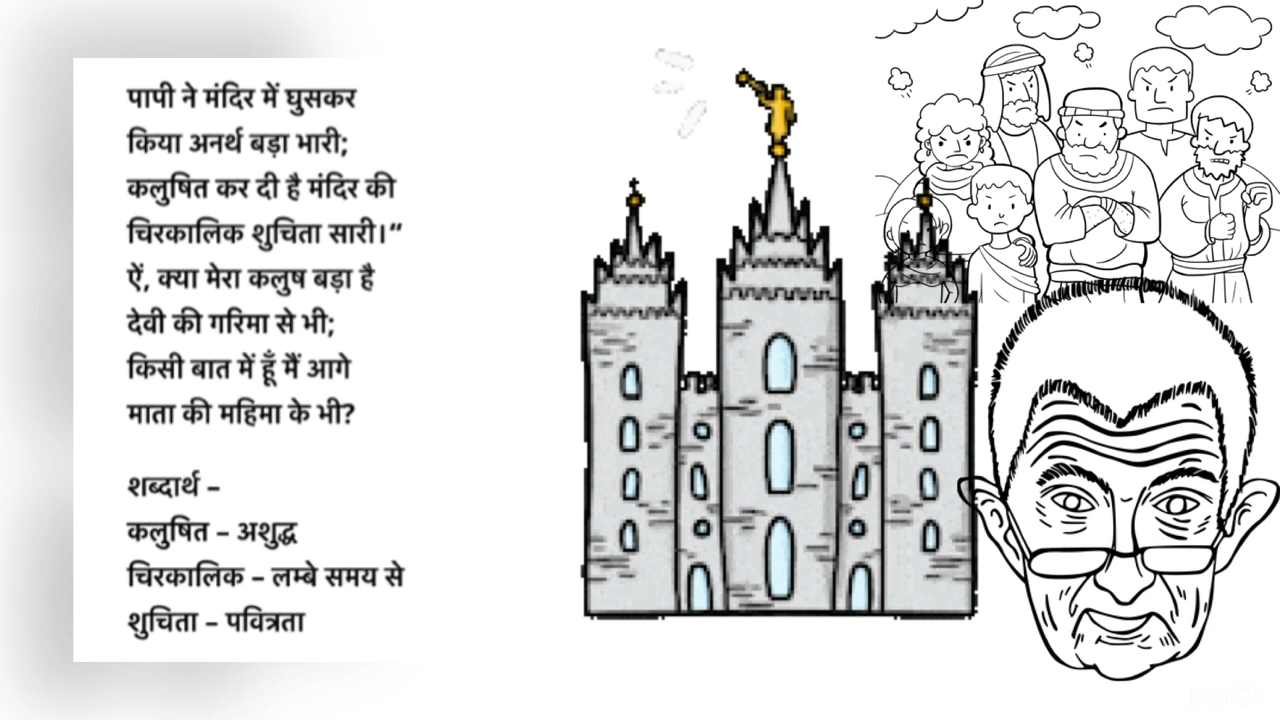 पापी ने मंदिर में घुसकर
किया अनर्थ बड़ा भारी;
कलुषित कर दी है मंदिर की
चिरकालिक शुचिता सारी।“
ऐं, क्या मेरा कलुष बड़ा है
देवी की गरिमा से भी;
किसी बात में हूँ मैं आगे
माता की महिमा के भी?
शब्दार्थ –
कलुषित – अशुद्ध
चिरकालिक – लम्बे समय से
शुचिता – पवित्रता